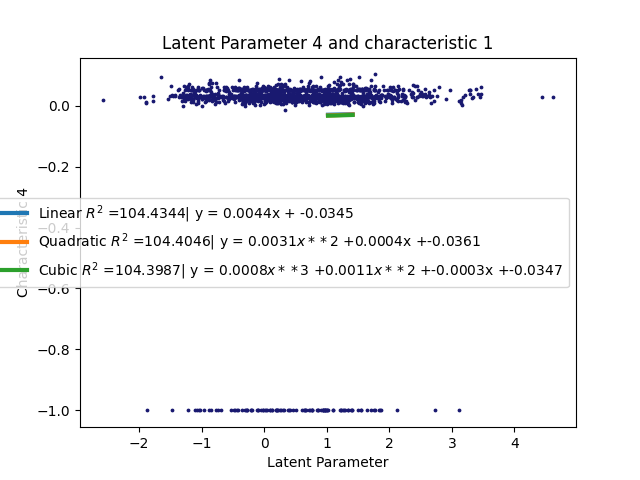 Latent Parameter 4 and characteristic 1
0.0
−0.2
−0.4
−0.6
−0.8
−1.0
Characteristic 4
Linear R² =104.4344| y = 0.0044x + -0.0345
Quadratic R² =104.4046| y = 0.0031x * *2 +0.0004x +-0.0361
Cubic R² =104.3987| y = 0.0008x * *3 +0.0011x * *2 +-0.0003x +-0.0347
−2 −1 0 1 2 3 4
Latent Parameter